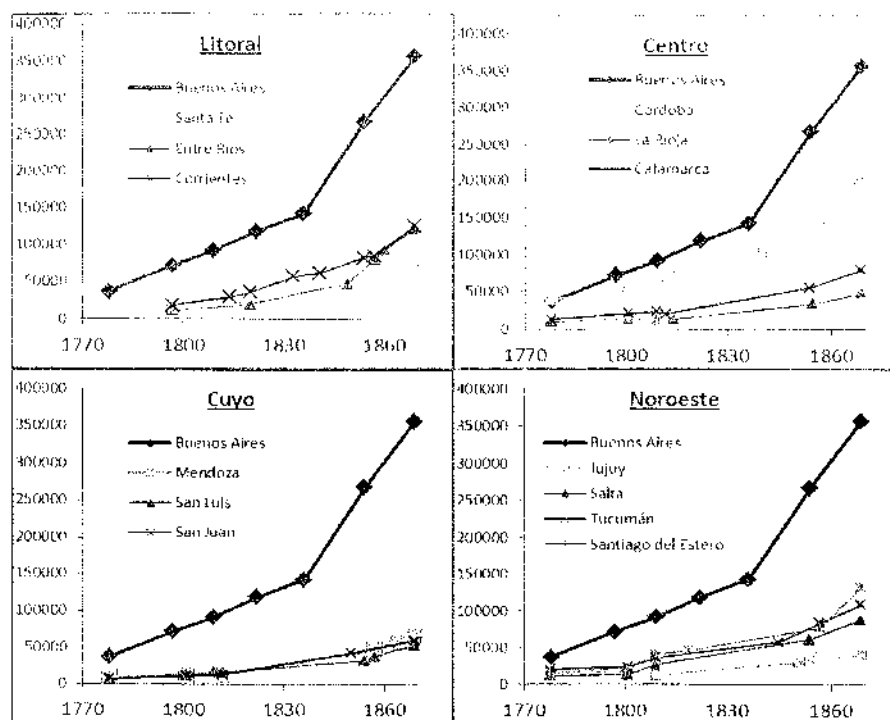 Litoral
400000
350000
300000
250000
200000
150000
100000
50000
0
Buenos Aires
Santa Fe
Entre Ríos
Corrientes
1770 1800 1830 1860
Centro
400000
350000
300000
250000
200000
150000
100000
50000
0
Buenos Aires
Cordoba
La Rioja
Catamarca
1770 1800 1830 1860
Cuyo
400000
350000
300000
250000
200000
150000
100000
50000
0
Buenos Aires
Mendoza
San Luis
San Juan
1770 1800 1830 1860
Noroeste
400000
350000
300000
250000
200000
150000
100000
50000
0
Buenos Aires
Jujuy
Salta
Tucumán
Santiago del Estero
1770 1800 1830 1860